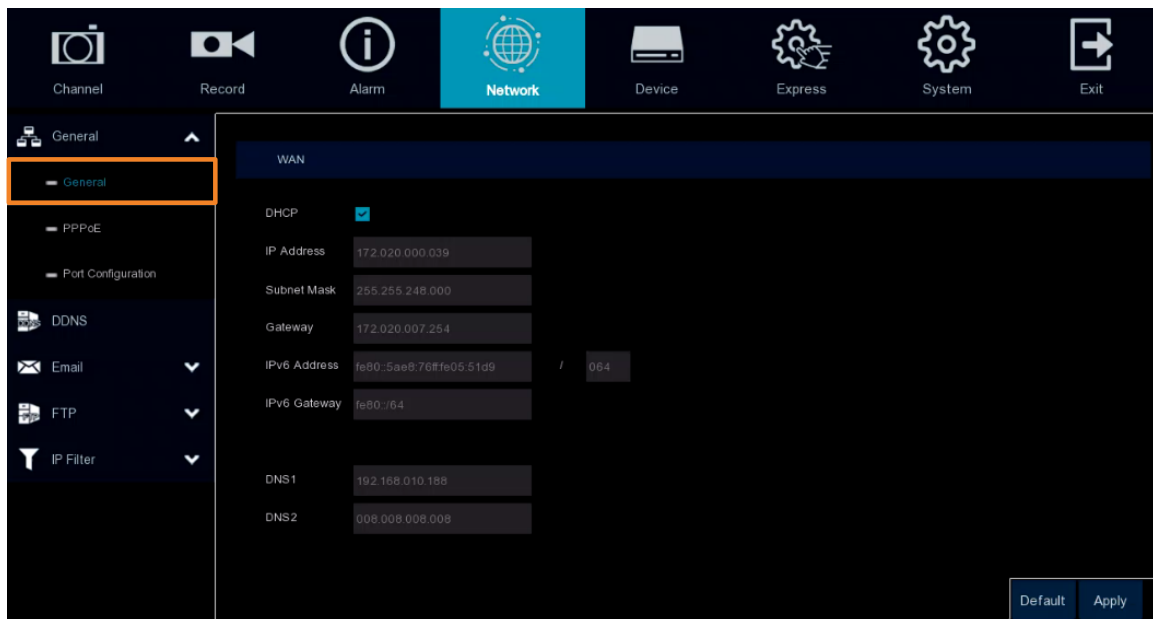 Channel Record Alarm Network Device Express System Exit
General
General
PPPoE
Port Configuration
DDNS
Email
FTP
IP Filter
WAN
DHCP
IP Address 172.020.000.039
Subnet Mask 255.255.248.000
Gateway 172.020.007.254
IPv6 Address fe80::5ae8:76ff:fe05:51d9 / 064
IPv6 Gateway fe80::/64
DNS1 192.168.010.188
DNS2 008.008.008.008
Default Apply